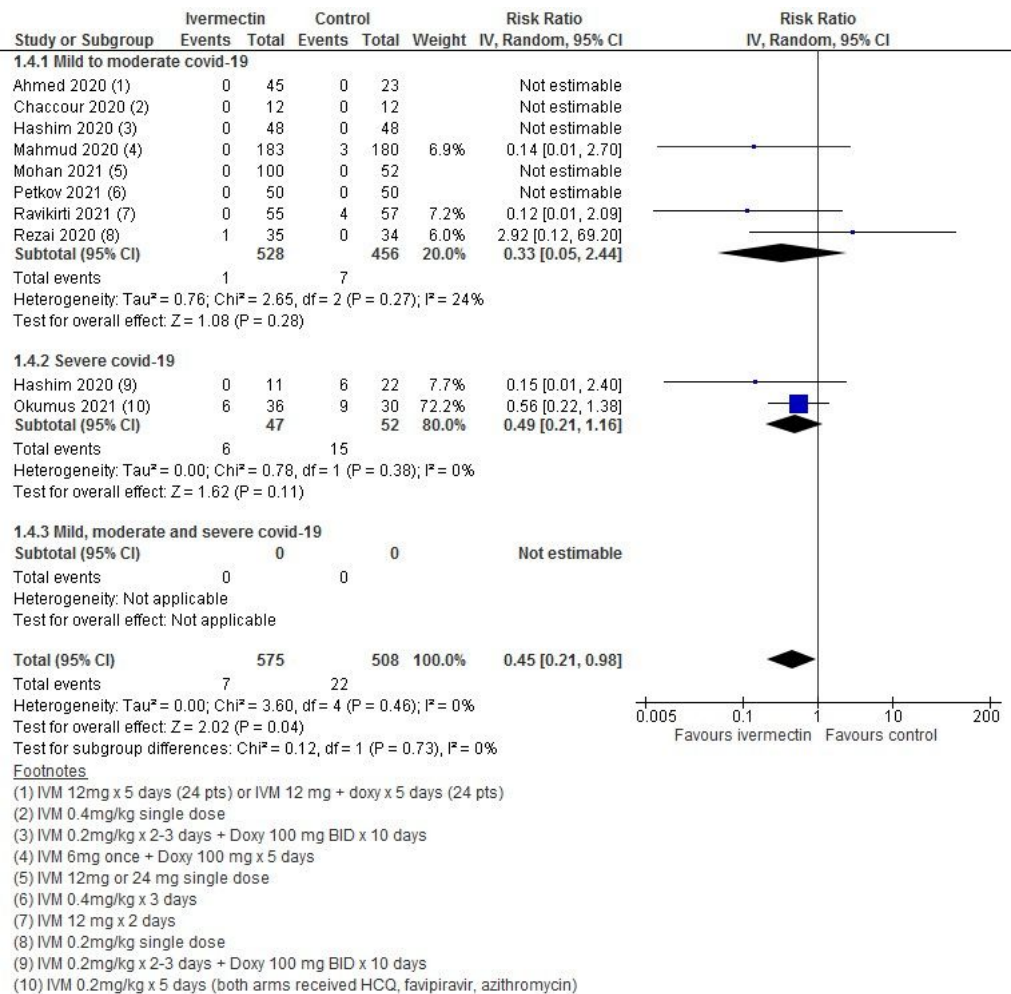 Ivermectin Control Risk Ratio Risk Ratio
Study or Subgroup Events Total Events Total Weight IV, Random, 95% CI IV, Random, 95% CI
1.4.1 Mild to moderate covid-19
Ahmed 2020 (1) 0 45 0 23 Not estimable
Chaccour 2020 (2) 0 12 0 12 Not estimable
Hashim 2020 (3) 0 48 0 48 Not estimable
Mahmud 2020 (4) 0 183 3 180 6.9% 0.14 [0.01, 2.70]
Mohan 2021 (5) 0 100 0 52 Not estimable
Petkov 2021 (6) 0 50 0 50 Not estimable
Ravikirti 2021 (7) 0 55 4 57 7.2% 0.12 [0.01, 2.09]
Rezai 2020 (8) 1 35 0 34 6.0% 2.92 [0.12, 69.20]
Subtotal (95% CI) 528 456 20.0% 0.33 [0.05, 2.44]
Total events 1 7
Heterogeneity: Tau² = 0.76; Chi² = 2.65, df = 2 (P = 0.27); I² = 24%
Test for overall effect: Z = 1.08 (P = 0.28)
1.4.2 Severe covid-19
Hashim 2020 (9) 0 11 6 22 7.7% 0.15 [0.01, 2.40]
Okumus 2021 (10) 6 36 9 30 72.2% 0.56 [0.22, 1.38]
Subtotal (95% CI) 47 52 80.0% 0.49 [0.21, 1.16]
Total events 6 15
Heterogeneity: Tau² = 0.00; Chi² = 0.78, df = 1 (P = 0.38); I² = 0%
Test for overall effect: Z = 1.62 (P = 0.11)
1.4.3 Mild, moderate and severe covid-19
Subtotal (95% CI) 0 0 Not estimable
Total events 0 0
Heterogeneity: Not applicable
Test for overall effect: Not applicable
Total (95% CI) 575 508 100.0% 0.45 [0.21, 0.98]
Total events 7 22
Heterogeneity: Tau² = 0.00; Chi² = 3.60, df = 4 (P = 0.46); I² = 0%
Test for overall effect: Z = 2.02 (P = 0.04)
Test for subgroup differences: Chi² = 0.12, df = 1 (P = 0.73), I² = 0%
0.005 0.1 1 10 200
Favours ivermectin Favours control
Footnotes
(1) IVM 12mg x 5 days (24 pts) or IVM 12 mg + doxy x 5 days (24 pts)
(2) IVM 0.4mg/kg single dose
(3) IVM 0.2mg/kg x 2-3 days + Doxy 100 mg BID x 10 days
(4) IVM 6mg once + Doxy 100 mg x 5 days
(5) IVM 12mg or 24 mg single dose
(6) IVM 0.4mg/kg x 3 days
(7) IVM 12 mg x 2 days
(8) IVM 0.2mg/kg single dose
(9) IVM 0.2mg/kg x 2-3 days + Doxy 100 mg BID x 10 days
(10) IVM 0.2mg/kg x 5 days (both arms received HCQ, favipiravir, azithromycin)